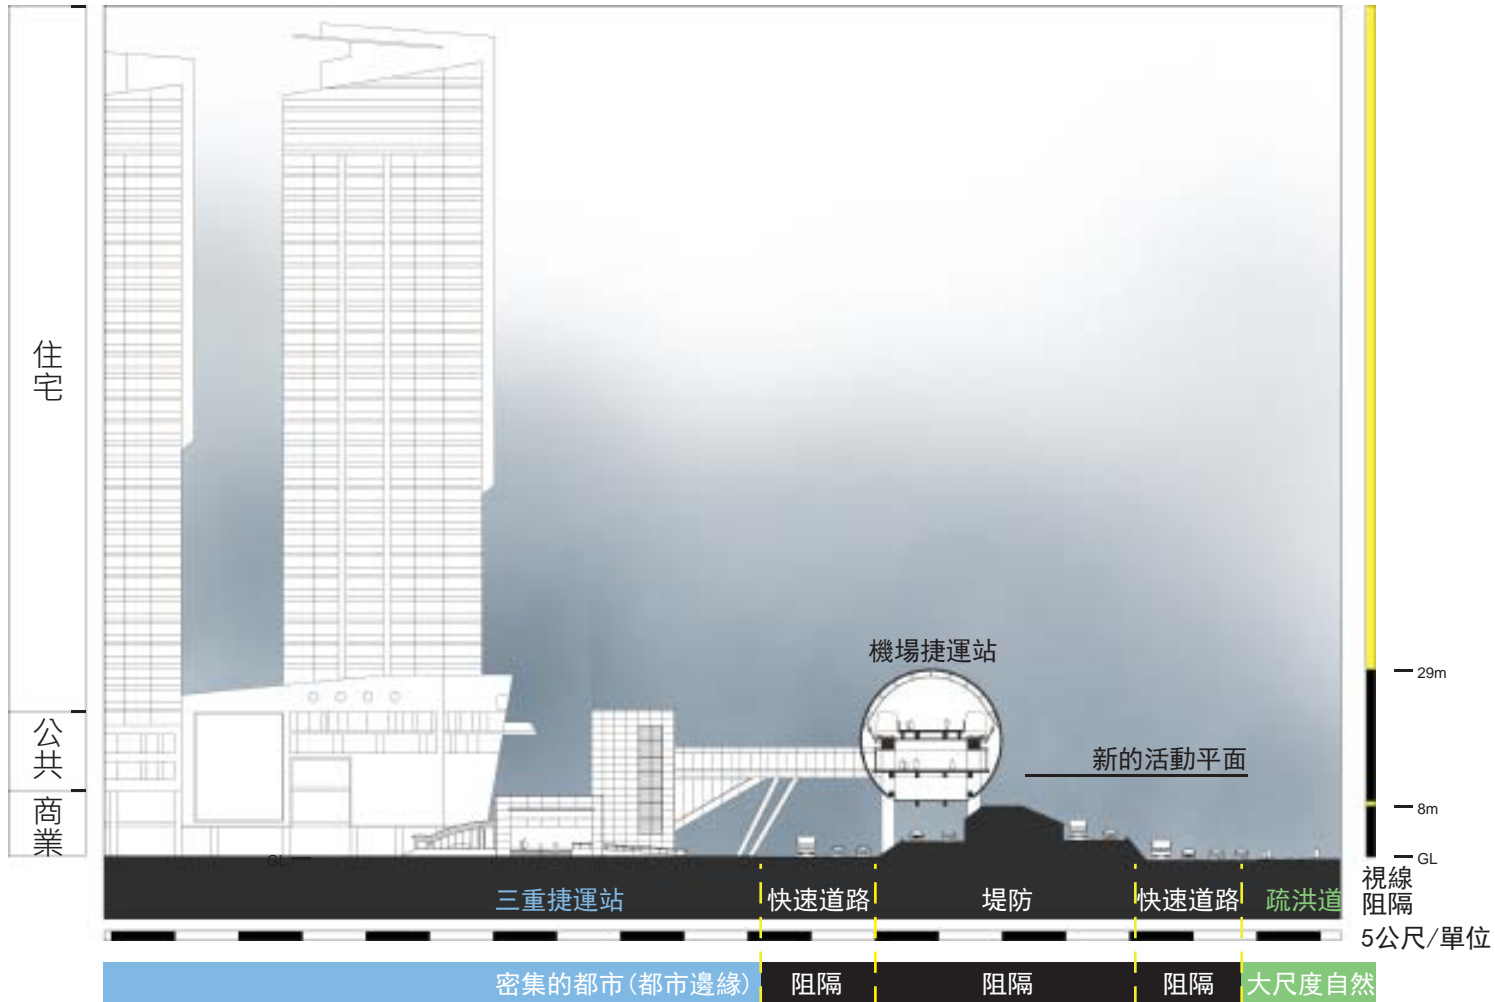 住宅
公共
商業
機場捷運站
新的活動平面
29m
8m
GL
GL
視線
阻隔
5公尺/單位
三重捷運站
快速道路
堤防
快速道路
疏洪道
密集的都市(都市邊緣)
阻隔
阻隔
阻隔
大尺度自然